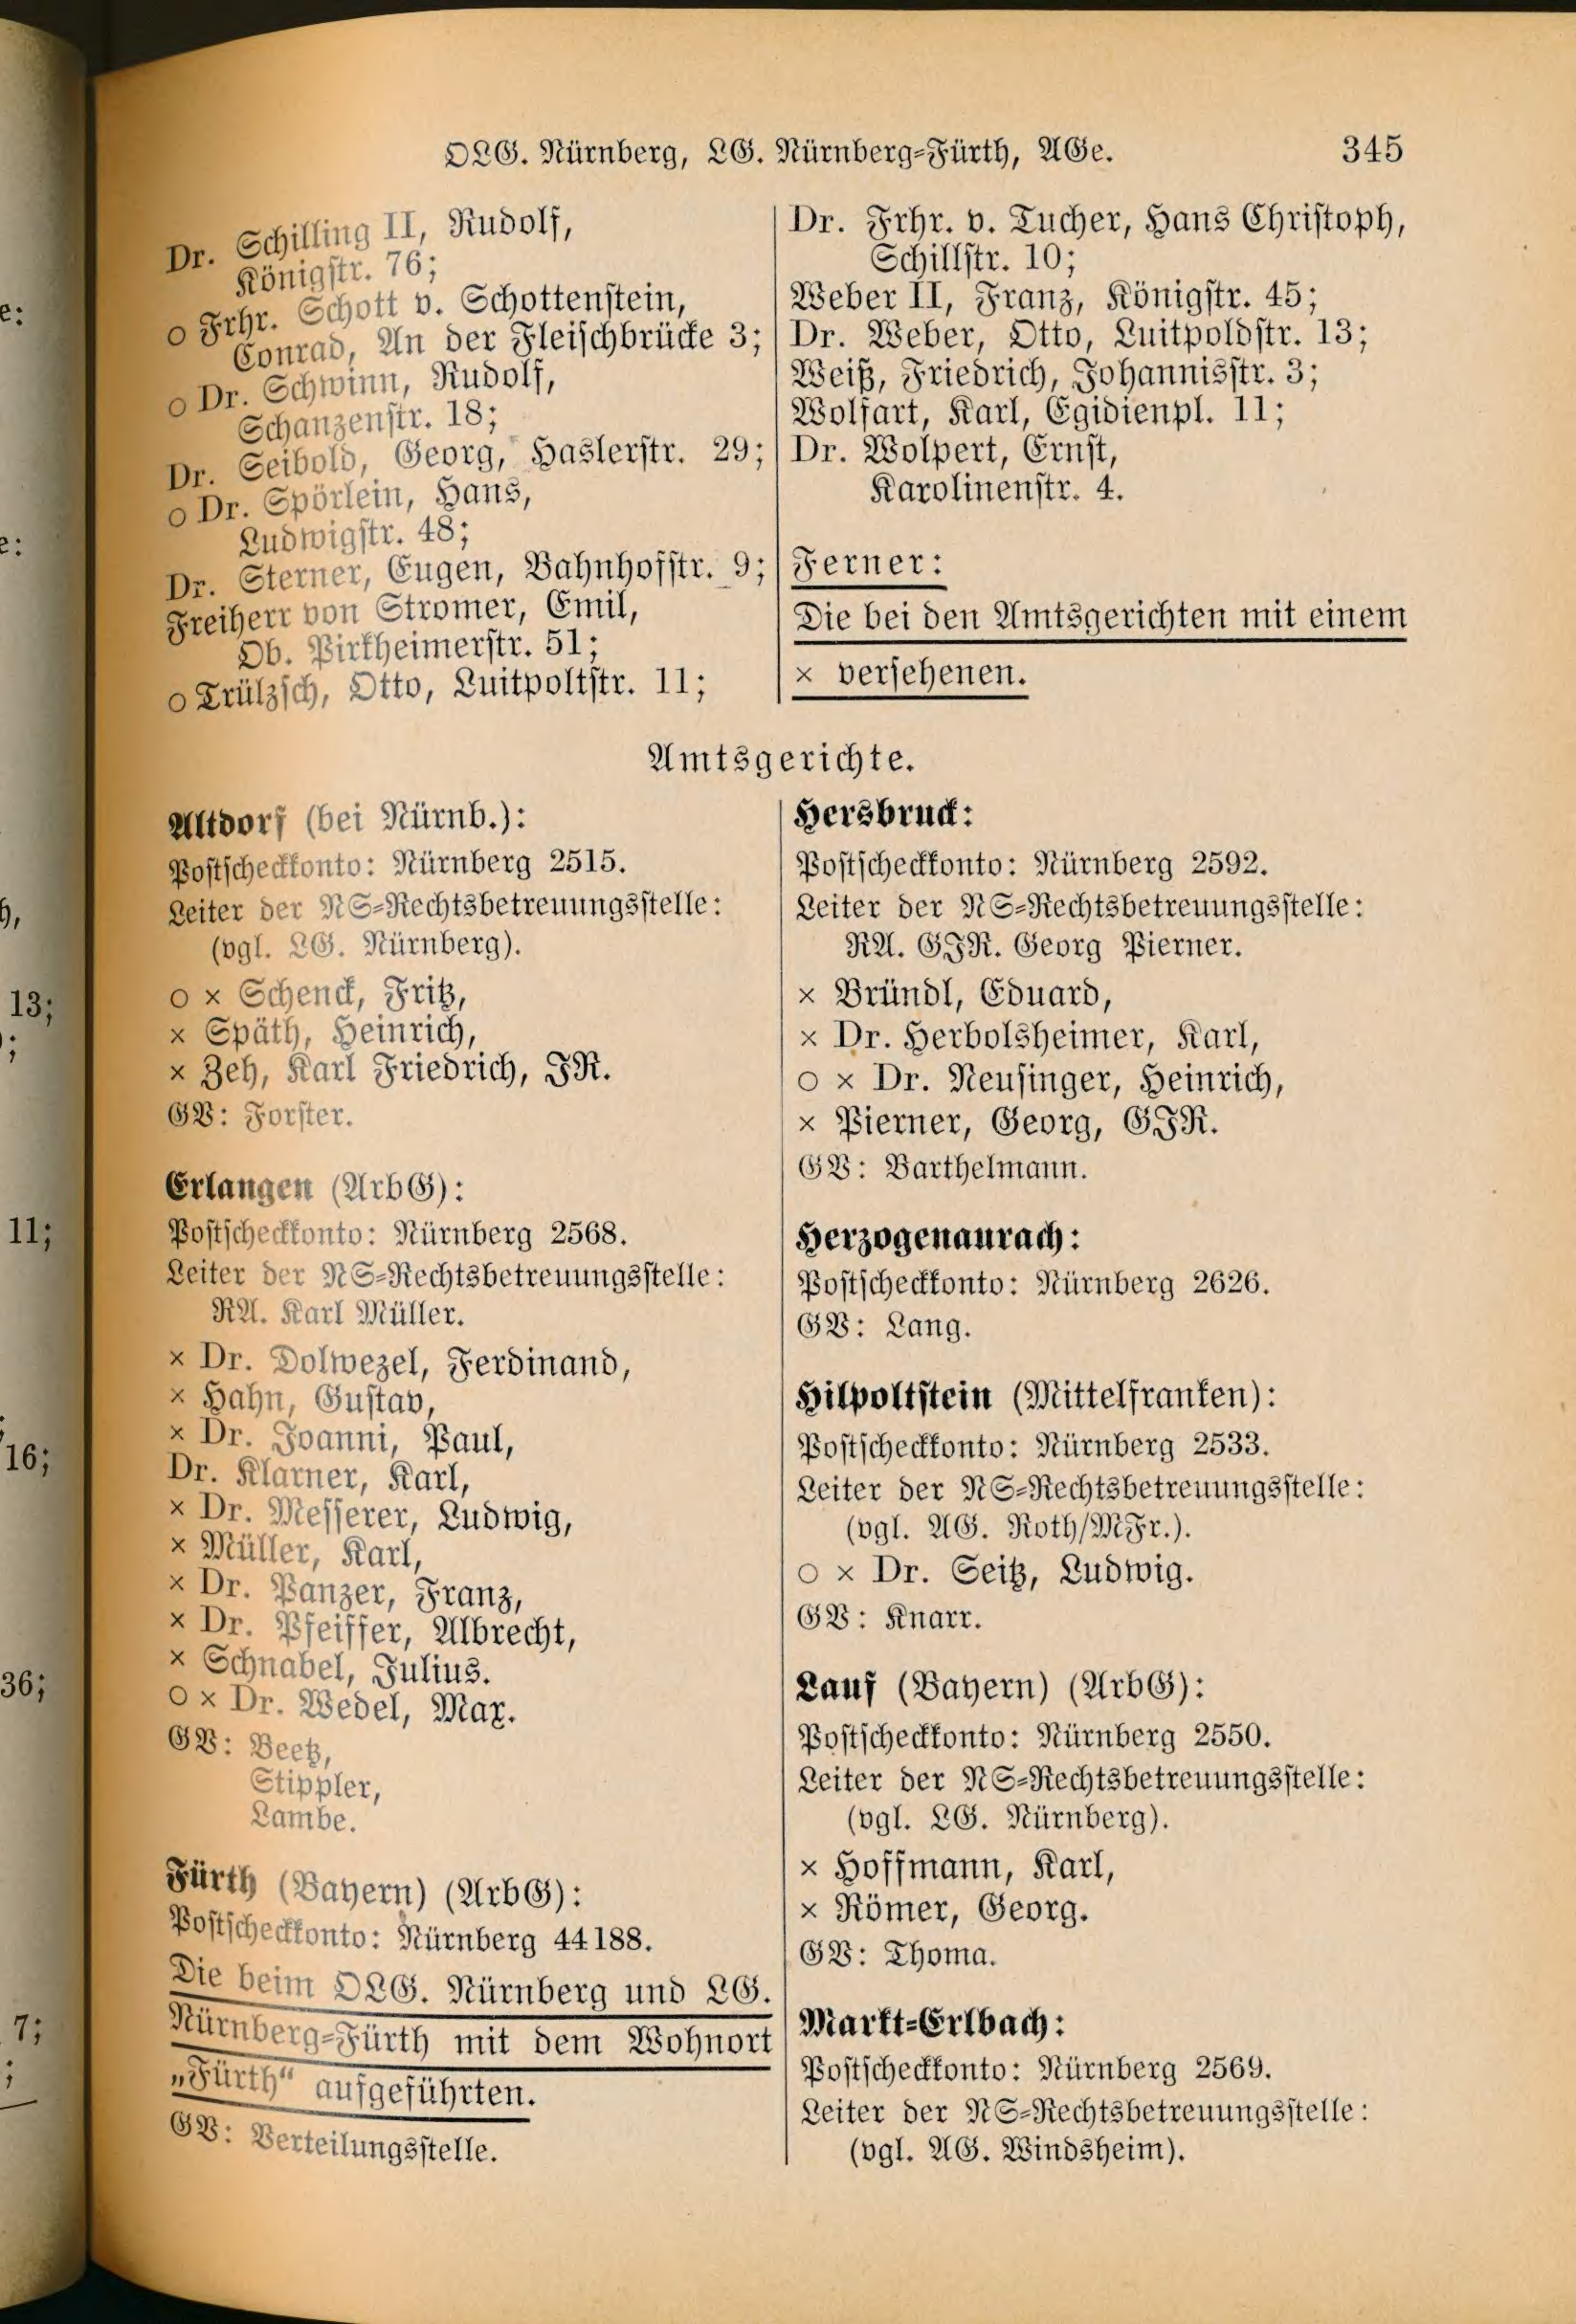 OLG. Nürnberg, LG. Nürnberg-Fürth, AGe. 345
Dr. Schilling II, Rudolf,
Königstr. 76;
o Frhr. Schott v. Schottenstein,
Conrad, An der Fleischbrücke 3;
o Dr. Schwinn, Rudolf,
Schanzenstr. 18;
Dr. Seibold, Georg, Haslerstr. 29;
o Dr. Spörlein, Hans,
Ludwigstr. 48;
Dr. Sterner, Eugen, Bahnhofstr. 9;
Freiherr von Stromer, Emil,
Ob. Pirkheimerstr. 51;
o Trülzsch, Otto, Luitpoltstr. 11;
Dr. Frhr. v. Tucher, Hans Christoph,
Schillstr. 10;
Weber II, Franz, Königstr. 45;
Dr. Weber, Otto, Luitpoldstr. 13;
Weiß, Friedrich, Johannisstr. 3;
Wolfart, Karl, Egidienpl. 11;
Dr. Wolpert, Ernst,
Karolinenstr. 4.
Ferner:
Die bei den Amtsgerichten mit einem
× versehenen.
Amtsgerichte.
Altdorf (bei Nürnb.):
Postscheckkonto: Nürnberg 2515.
Leiter der NS-Rechtsbetreuungsstelle:
(vgl. LG. Nürnberg).
o × Schenck, Fritz,
× Späth, Heinrich,
× Zeh, Karl Friedrich, JR.
GV: Forster.
Erlangen (ArbG):
Postscheckkonto: Nürnberg 2568.
Leiter der NS-Rechtsbetreuungsstelle:
RA. Karl Müller.
× Dr. Dolwezel, Ferdinand,
× Hahn, Gustav,
× Dr. Joanni, Paul,
Dr. Klarner, Karl,
× Dr. Messerer, Ludwig,
× Müller, Karl,
× Dr. Panzer, Franz,
× Dr. Pfeiffer, Albrecht,
× Schnabel, Julius.
o × Dr. Wedel, Max.
GV: Beetz,
Stippler,
Lambe.
Fürth (Bayern) (ArbG):
Postscheckkonto: Nürnberg 44188.
Die beim OLG. Nürnberg und LG.
Nürnberg-Fürth mit dem Wohnort
„Fürth“ aufgeführten.
GV: Verteilungsstelle.
Hersbruck:
Postscheckkonto: Nürnberg 2592.
Leiter der NS-Rechtsbetreuungsstelle:
RA. GJR. Georg Pierner.
× Bründl, Eduard,
× Dr. Herbolsheimer, Karl,
o × Dr. Neusinger, Heinrich,
× Pierner, Georg, GJR.
GV: Barthelmann.
Herzogenaurach:
Postscheckkonto: Nürnberg 2626.
GV: Lang.
Hilpoltstein (Mittelfranken):
Postscheckkonto: Nürnberg 2533.
Leiter der NS-Rechtsbetreuungsstelle:
(vgl. AG. Roth/MFr.).
o × Dr. Seitz, Ludwig.
GV: Knarr.
Lauf (Bayern) (ArbG):
Postscheckkonto: Nürnberg 2550.
Leiter der NS-Rechtsbetreuungsstelle:
(vgl. LG. Nürnberg).
× Hoffmann, Karl,
× Römer, Georg.
GV: Thoma.
Markt-Erlbach:
Postscheckkonto: Nürnberg 2569.
Leiter der NS-Rechtsbetreuungsstelle:
(vgl. AG. Windsheim).